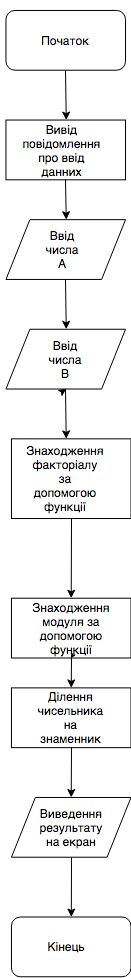 Початок
Вивід
повідомлення
про ввід
данних
Ввід
числа
А
Ввід
числа
В
Знаходження
факторіалу
за
допомогою
функції
Знаходження
модуля за
допомогою
функції
Ділення
чисельника
на
знаменник
Виведення
результату
на екран
Кінець